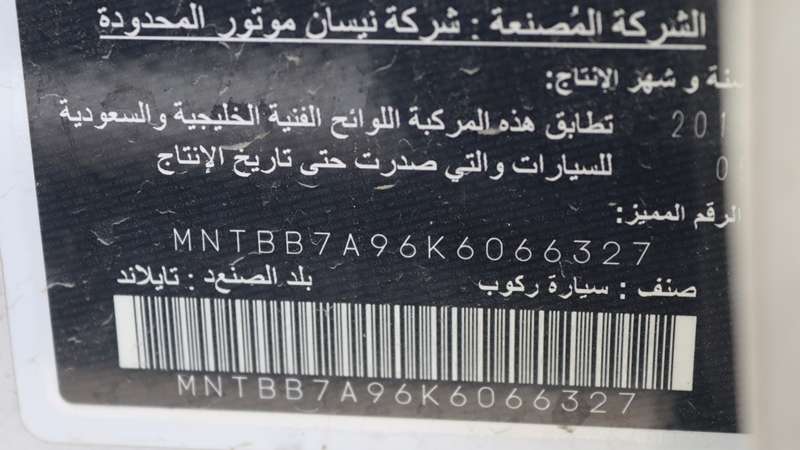 الشركة المُصنعة : شركة نيسان موتور المحدودة
سنة و شهر الإنتاج:
تطابق هذه المركبة اللوائح الفنية الخليجية والسعودية
للسيارات والتي صدرت حتى تاريخ الإنتاج
الرقم المميز:
MNTBB7A96K6066327
صنف : سيارة ركوب بلد الصنع : تايلاند
MNTBB7A96K6066327